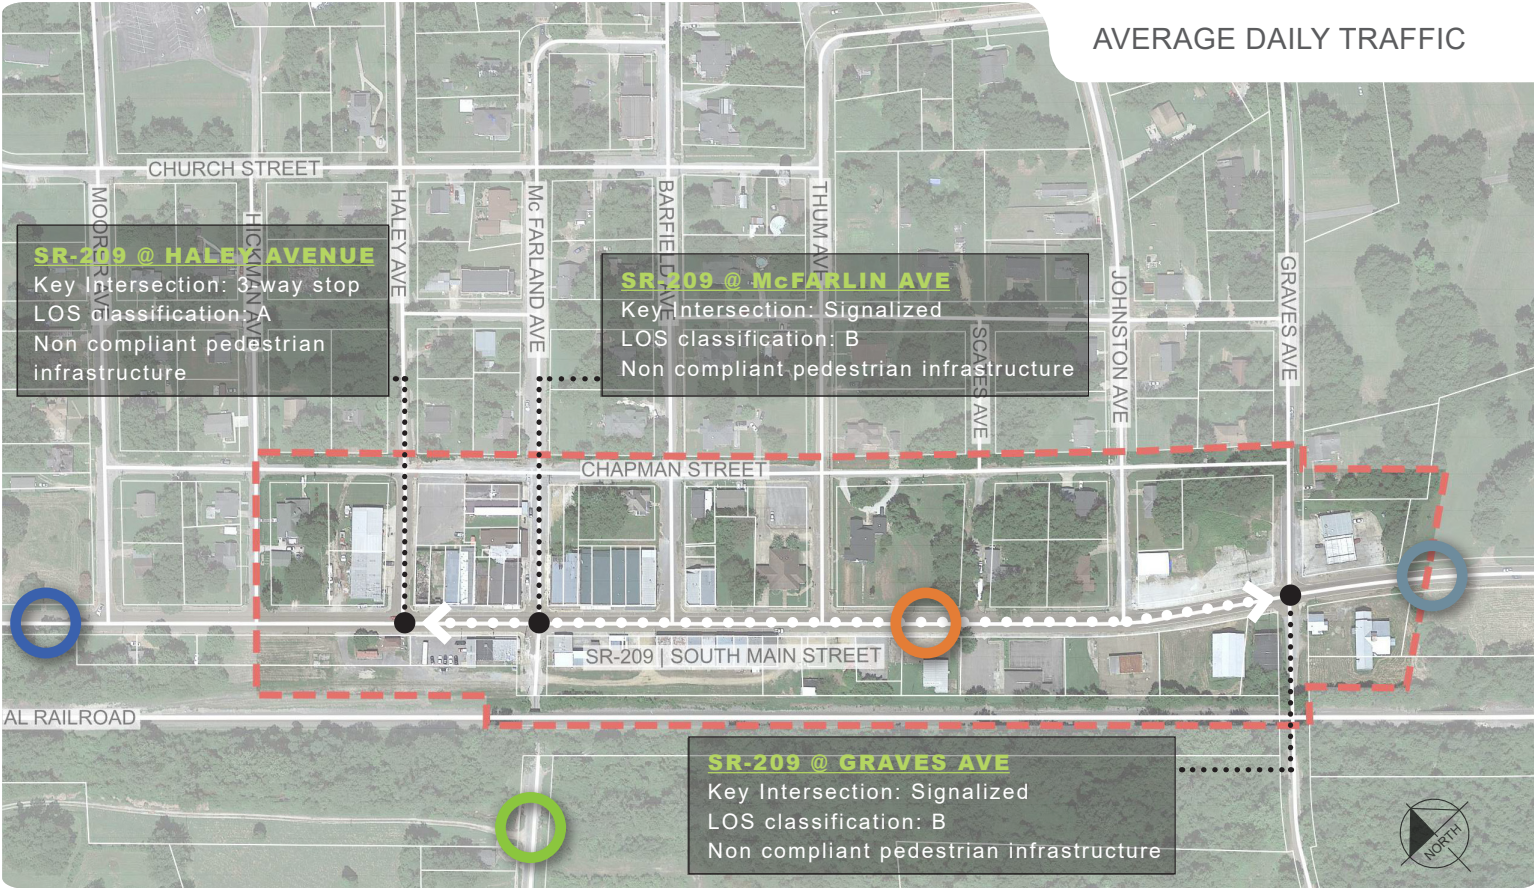 AVERAGE DAILY TRAFFIC
CHURCH STREET
MOORER AVE
HICKMAN AVE
HALEY AVE
Mc FARLAND AVE
BARFIELD AVE
THUM AVE
SCALES AVE
JOHNSTON AVE
GRAVES AVE
SR-209 @ HALEY AVENUE
Key Intersection: 3-way stop
LOS classification: A
Non compliant pedestrian
infrastructure
SR-209 @ McFARLIN AVE
Key Intersection: Signalized
LOS classification: B
Non compliant pedestrian infrastructure
CHAPMAN STREET
SR-209 | SOUTH MAIN STREET
AL RAILROAD
SR-209 @ GRAVES AVE
Key Intersection: Signalized
LOS classification: B
Non compliant pedestrian infrastructure
NORTH